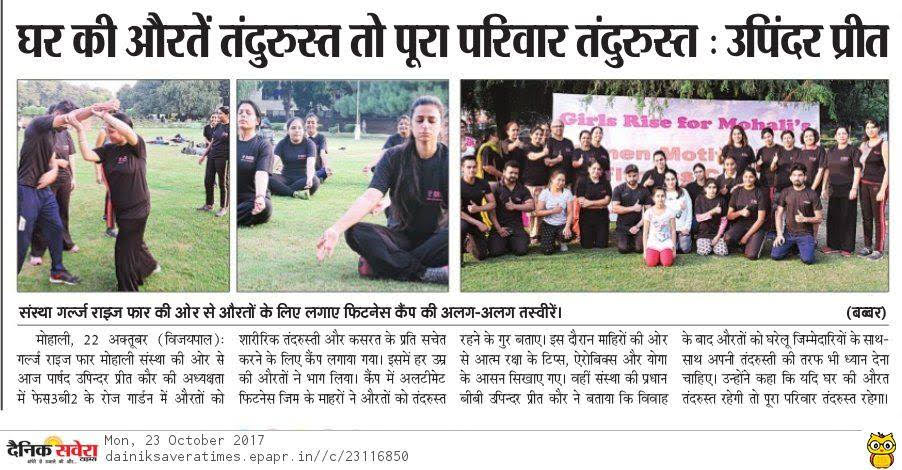 घर की औरतें तंदुरुस्त तो पूरा परिवार तंदुरुस्त : उपिंदर प्रीत
Girls Rise for Mohali's
संस्था गर्ल्ज राइज फार की ओर से औरतों के लिए लगाए फिटनेस कैंप की अलग-अलग तस्वीरें।
(बब्बर)
मोहाली, 22 अक्तूबर (विजयपाल):
गर्ल्ज राइज फार मोहाली संस्था की ओर से
आज पार्षद उपिन्दर प्रीत कौर की अध्यक्षता
में फेस3बी2 के रोज गार्डन में औरतों को
शारीरिक तंदरुस्ती और कसरत के प्रति सचेत
करने के लिए कैंप लगाया गया। इसमें हर उम्र
की औरतों ने भाग लिया। कैंप में अलटीमेट
फिटनेस जिम के माहरों ने औरतों को तंदरुस्त
रहने के गुर बताए। इस दौरान माहिरों की ओर
से आत्म रक्षा के टिप्स, ऐरोबिक्स और योगा
के आसन सिखाए गए। वहीं संस्था की प्रधान
बीबी उपिन्दर प्रीत कौर ने बताया कि विवाह
के बाद औरतों को घरेलू जिम्मेदारियों के साथ-
साथ अपनी तंदरुस्ती की तरफ भी ध्यान देना
चाहिए। उन्होंने कहा कि यदि घर की औरत
तंदरुस्त रहेगी तो पूरा परिवार तंदरुस्त रहेगा।
दैनिक सवेरा
टाइम्स
Mon, 23 October 2017
dainiksaveratimes.epapr.in//c/23116850